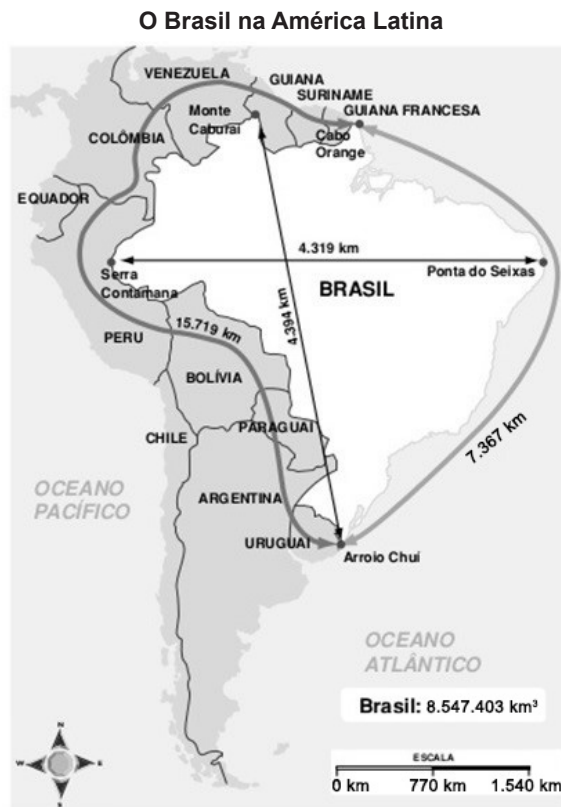 O Brasil na América Latina
VENEZUELA
GUIANA
SURINAME
GUIANA FRANCESA
Monte
Caburaí
Cabo
Orange
COLÔMBIA
EQUADOR
4.319 km
Serra
Contamana
Ponta do Seixas
BRASIL
4.394 km
15.719 km
PERU
BOLÍVIA
PARAGUAI
CHILE
7.367 km
OCEANO
PACÍFICO
ARGENTINA
URUGUAI
Arroio Chuí
OCEANO
ATLÂNTICO
Brasil: 8.547.403 km³
N
W
E
S
ESCALA
0 km 770 km 1.540 km